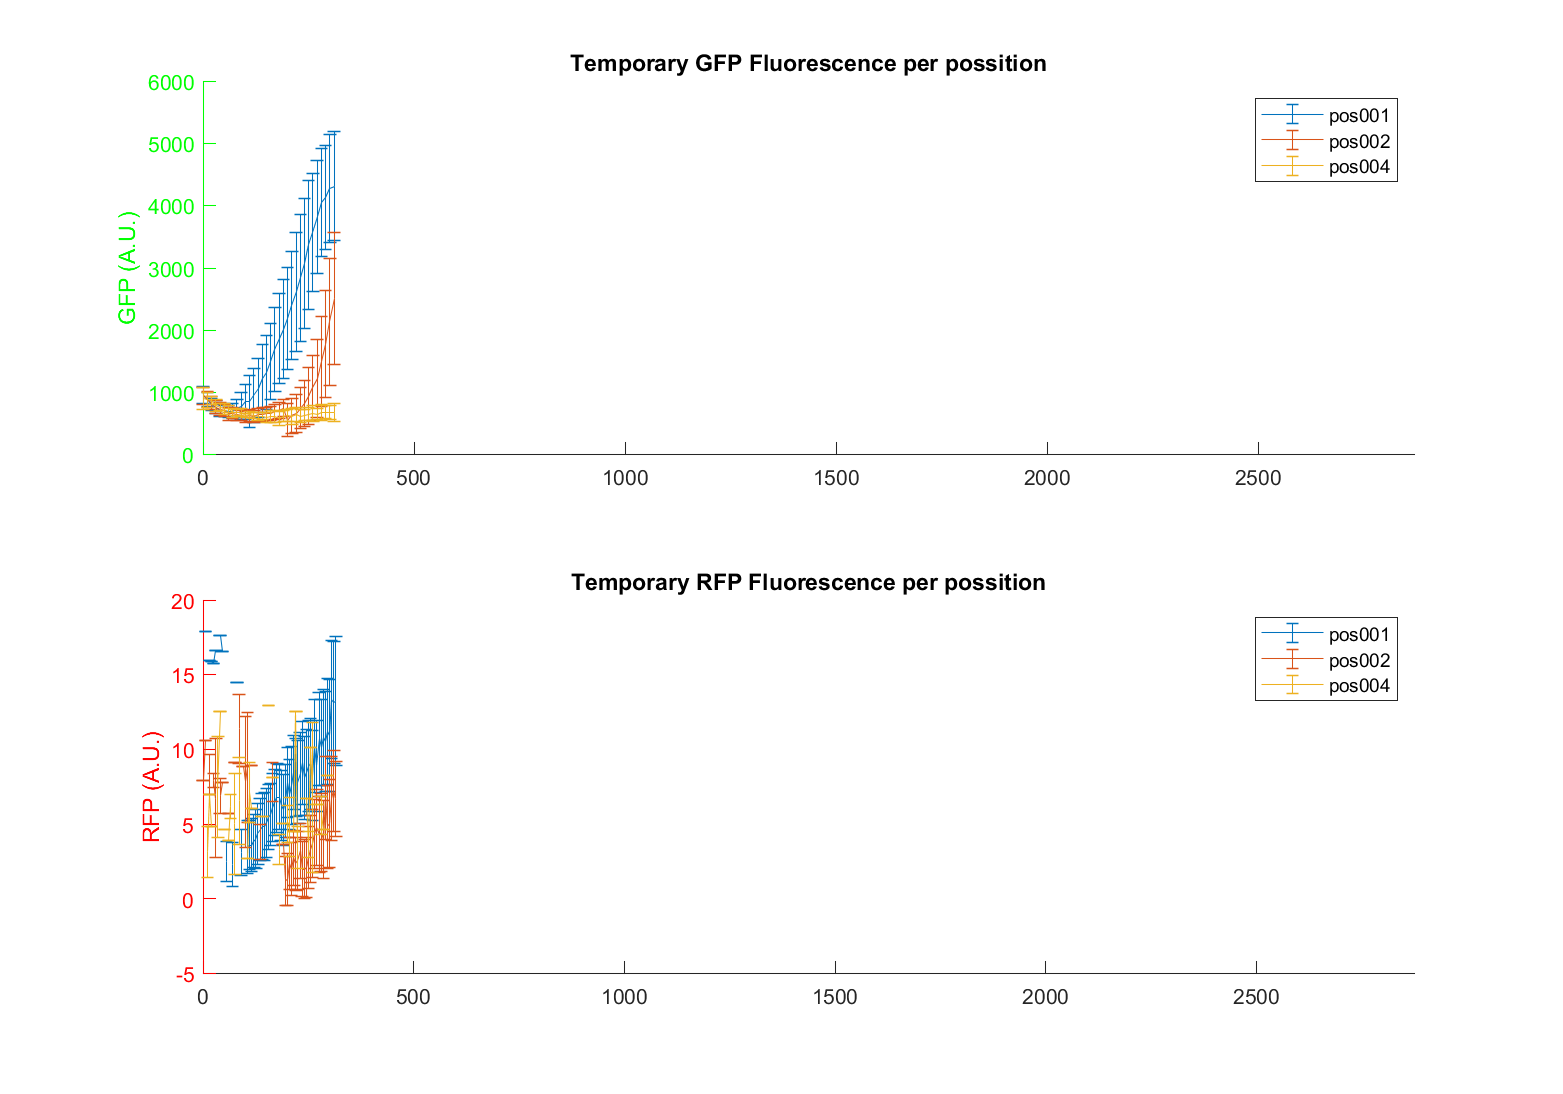 Temporary GFP Fluorescence per possition
6000
5000
4000
3000
2000
1000
0
GFP (A.U.)
0 500 1000 1500 2000 2500
pos001
pos002
pos004
Temporary RFP Fluorescence per possition
20
15
10
5
0
-5
RFP (A.U.)
0 500 1000 1500 2000 2500
pos001
pos002
pos004